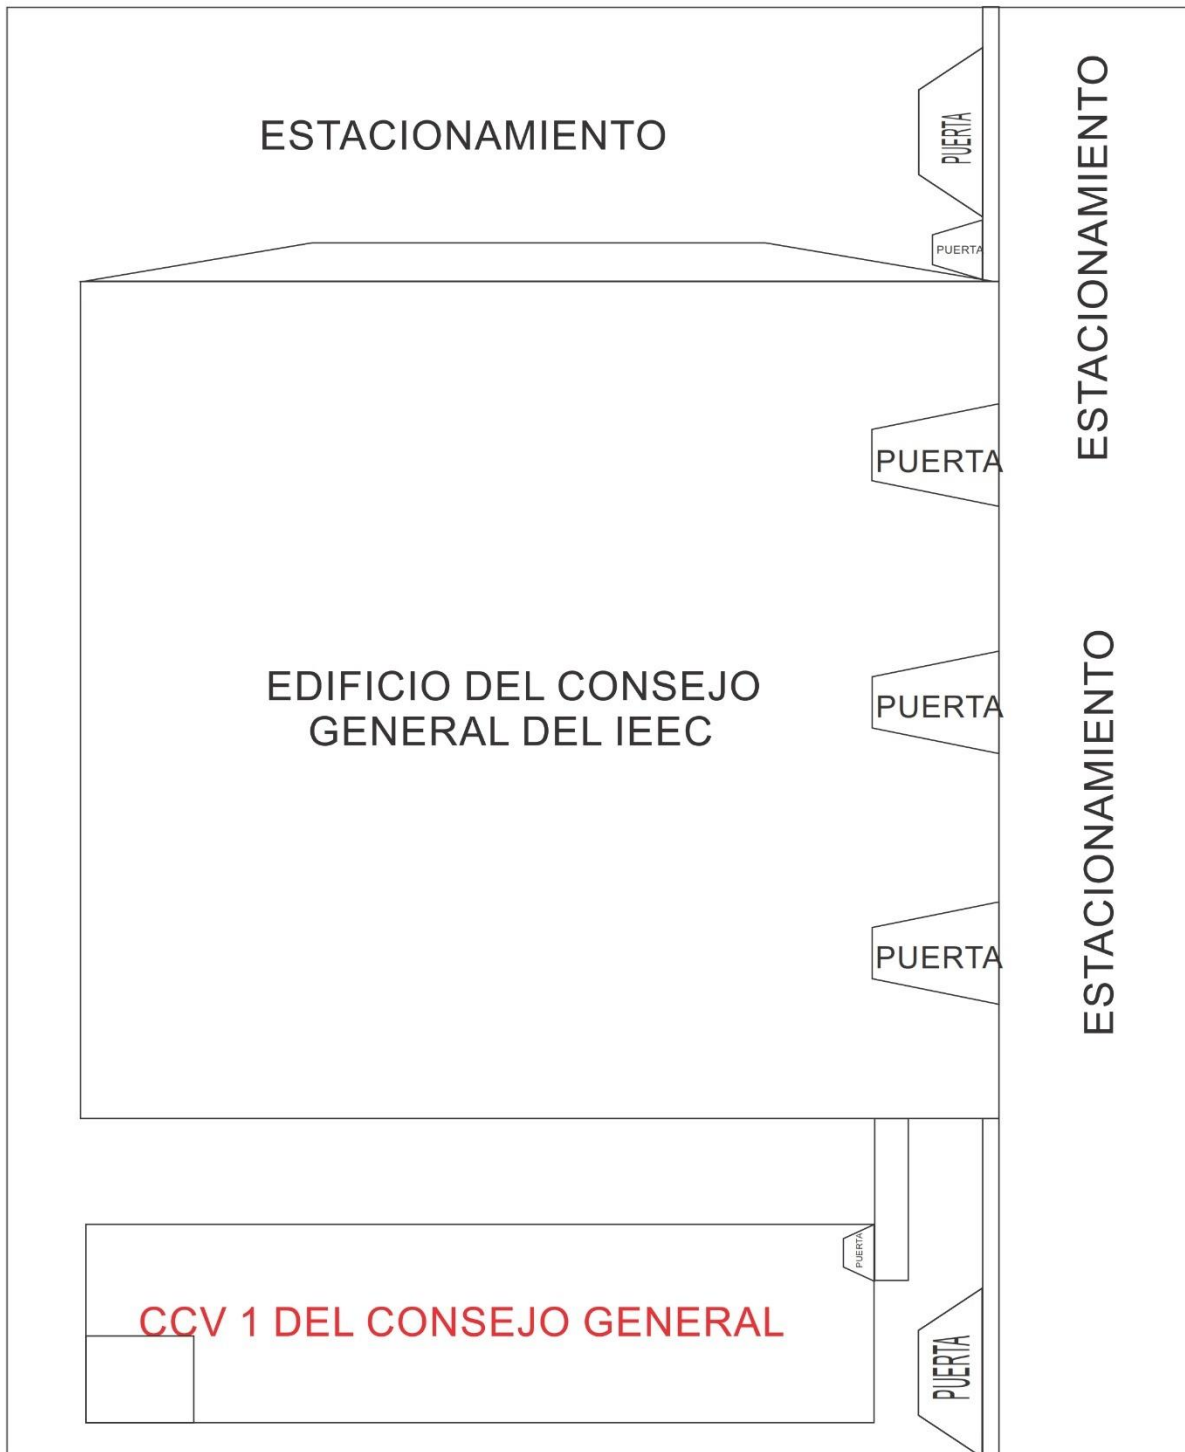 ESTACIONAMIENTO
PUERTA
ESTACIONAMIENTO
PUERTA
PUERTA
EDIFICIO DEL CONSEJO
GENERAL DEL IEEC
PUERTA
ESTACIONAMIENTO
PUERTA
PUERTA
CCV 1 DEL CONSEJO GENERAL
PUERTA